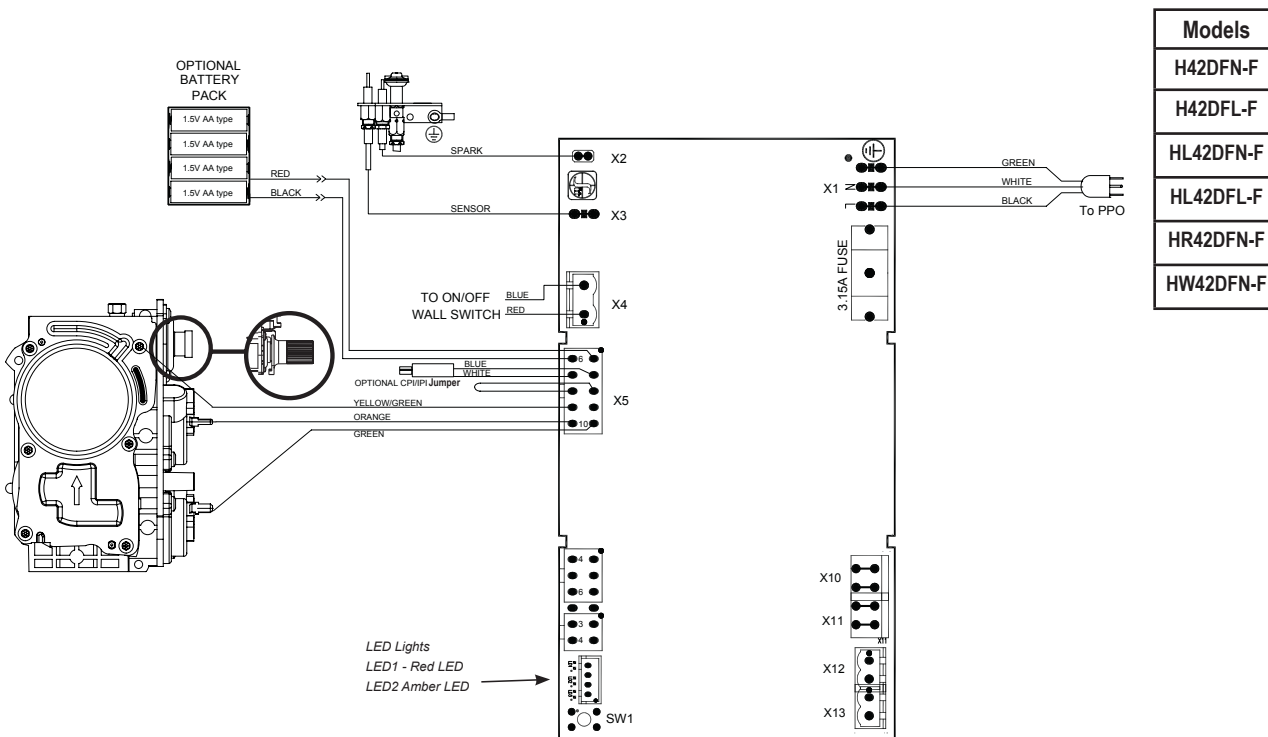 OPTIONAL
BATTERY
PACK
1.5V AA type
1.5V AA type
1.5V AA type
1.5V AA type
RED
BLACK
SPARK
SENSOR
X2
X3
TO ON/OFF
WALL SWITCH
BLUE
RED
X4
6
BLUE
WHITE
OPTIONAL CPI/IPI Jumper
X5
YELLOW/GREEN
ORANGE
10
GREEN
4
6
3
4
LED Lights
LED1 - Red LED
LED2 Amber LED
SW1
X1
N
L
GREEN
WHITE
BLACK
To PPO
3.15A FUSE
X10
X11
X11
X12
X13
Models
H42DFN-F
H42DFL-F
HL42DFN-F
HL42DFL-F
HR42DFN-F
HW42DFN-F